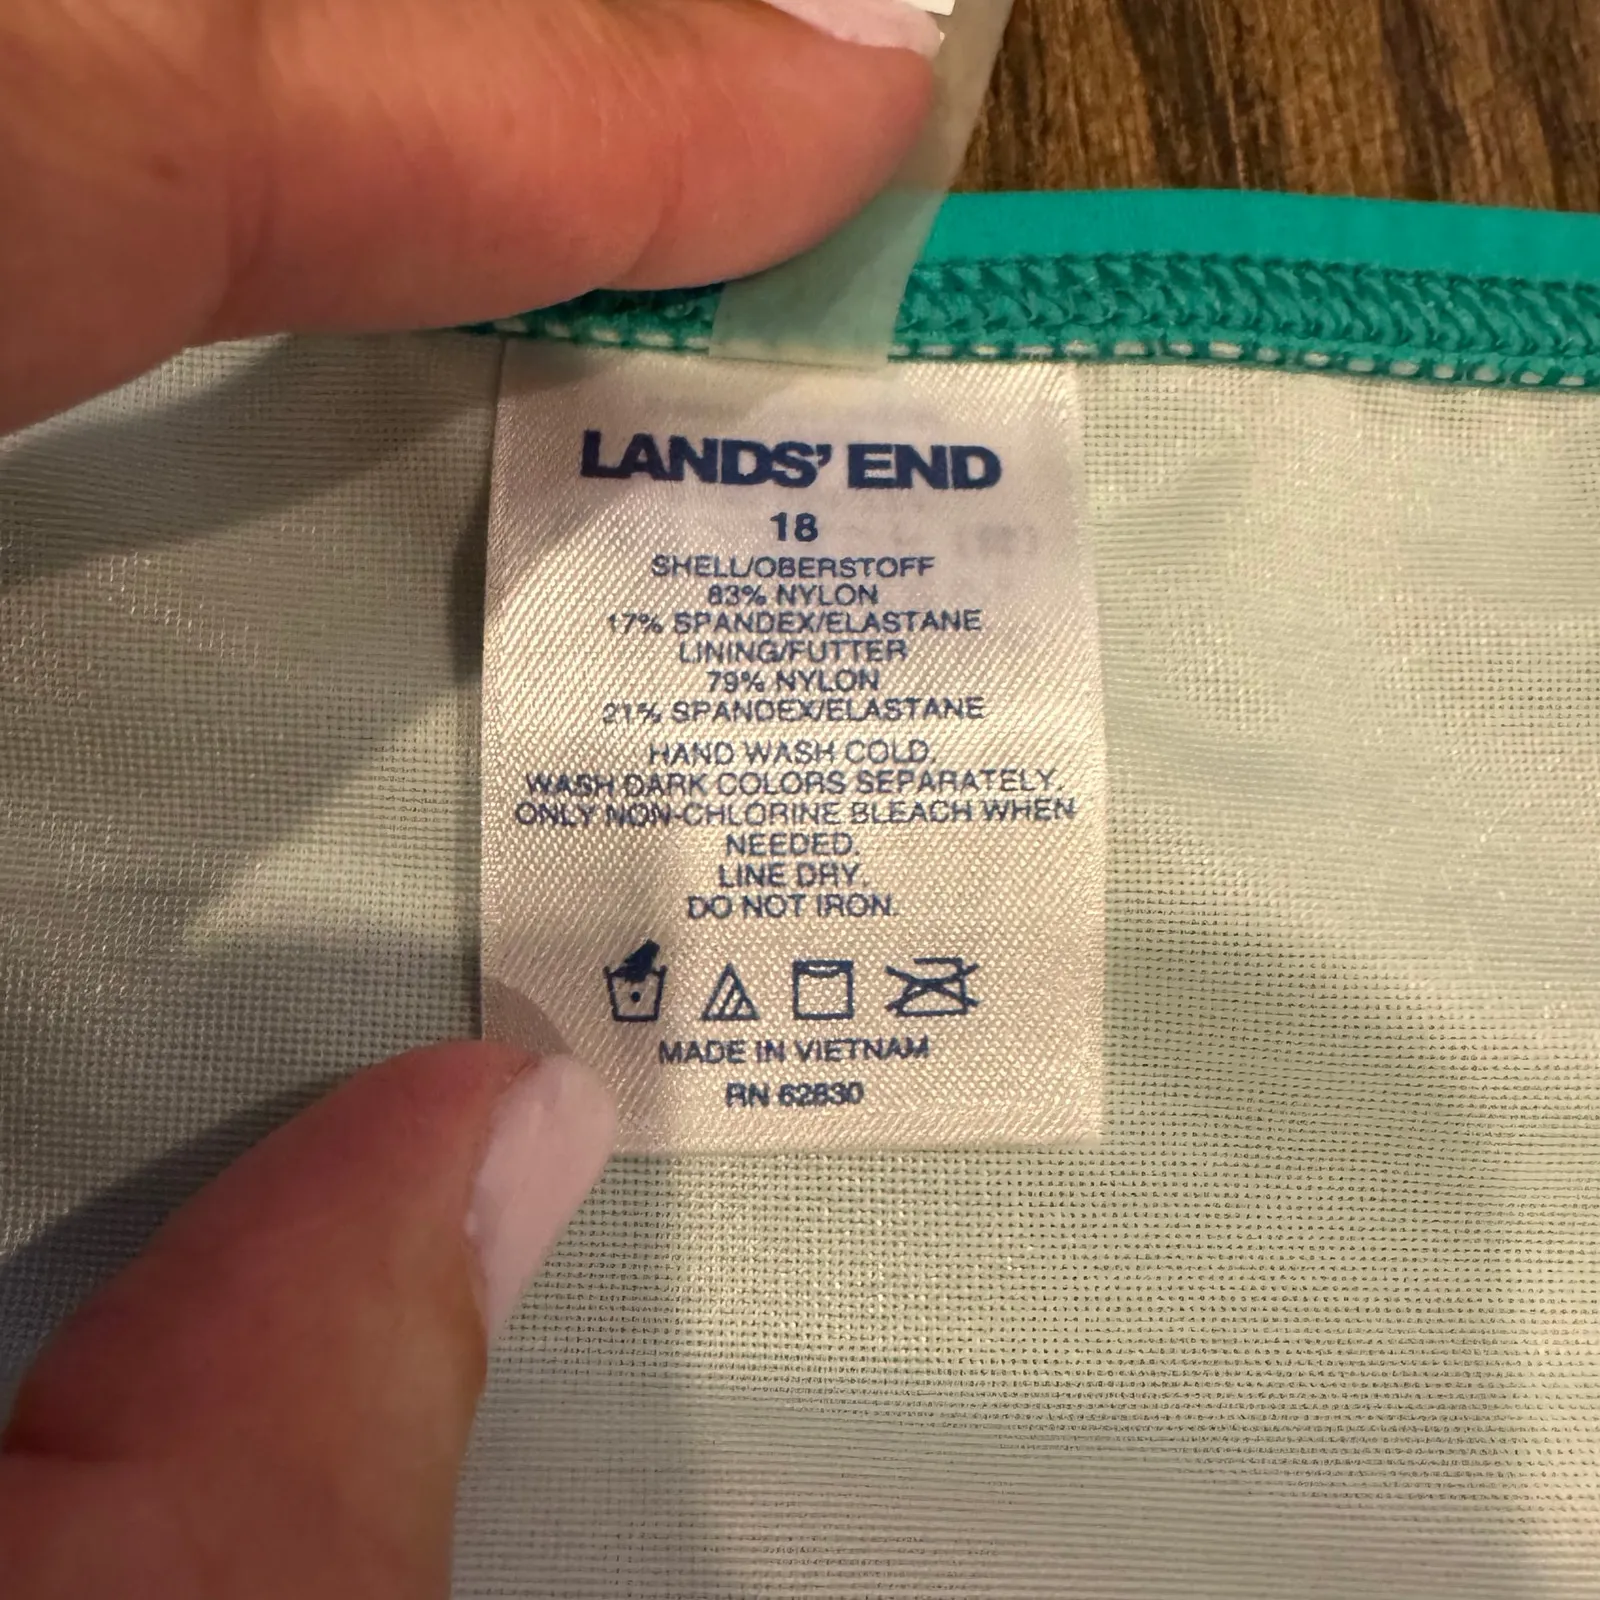 LANDS' END
18
SHELL/OBERSTOFF
83% NYLON
17% SPANDEX/ELASTANE
LINING/FUTTER
79% NYLON
21% SPANDEX/ELASTANE
HAND WASH COLD.
WASH DARK COLORS SEPARATELY.
ONLY NON-CHLORINE BLEACH WHEN
NEEDED.
LINE DRY.
DO NOT IRON.
MADE IN VIETNAM
RN 62830